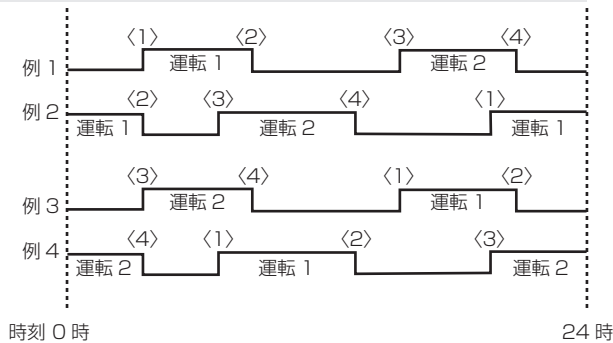 〈1〉 〈2〉 〈3〉 〈4〉
例 1 運転 1 運転 2
〈2〉 〈3〉 〈4〉 〈1〉
例 2 運転 1 運転 2 運転 1
〈3〉 〈4〉 〈1〉 〈2〉
例 3 運転 2 運転 1
〈4〉 〈1〉 〈2〉 〈3〉
例 4 運転 2 運転 1 運転 2
時刻 0 時 24 時